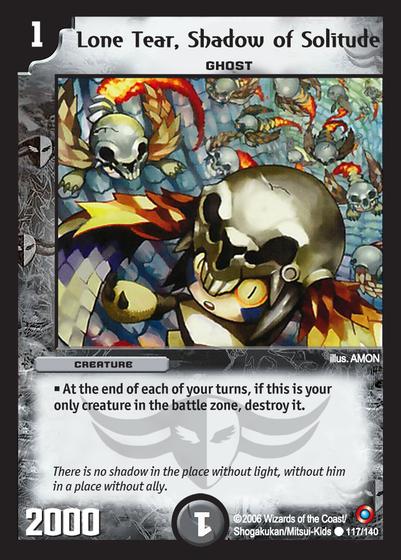 1
Lone Tear, Shadow of Solitude
GHOST
illus. AMON
CREATURE
▪ At the end of each of your turns, if this is your
only creature in the battle zone, destroy it.
There is no shadow in the place without light, without him
in a place without ally.
2000
1
©2006 Wizards of the Coast/
Shogakukan/Mitsui-Kids ● 117/140